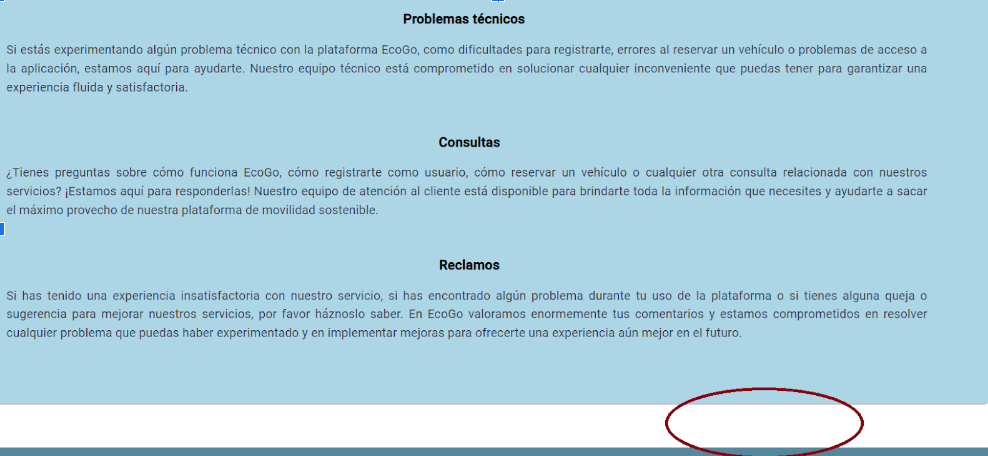 Problemas técnicos
Si estás experimentando algún problema técnico con la plataforma EcoGo, como dificultades para registrarte, errores al reservar un vehículo o problemas de acceso a
la aplicación, estamos aquí para ayudarte. Nuestro equipo técnico está comprometido en solucionar cualquier inconveniente que puedas tener para garantizar una
experiencia fluida y satisfactoria.
Consultas
¿Tienes preguntas sobre cómo funciona EcoGo, cómo registrarte como usuario, cómo reservar un vehículo o cualquier otra consulta relacionada con nuestros
servicios? ¡Estamos aquí para responderlas! Nuestro equipo de atención al cliente está disponible para brindarte toda la información que necesites y ayudarte a sacar
el máximo provecho de nuestra plataforma de movilidad sostenible.
Reclamos
Si has tenido una experiencia insatisfactoria con nuestro servicio, si has encontrado algún problema durante tu uso de la plataforma o si tienes alguna queja o
sugerencia para mejorar nuestros servicios, por favor háznoslo saber. En EcoGo valoramos enormemente tus comentarios y estamos comprometidos en resolver
cualquier problema que puedas haber experimentado y en implementar mejoras para ofrecerte una experiencia aún mejor en el futuro.